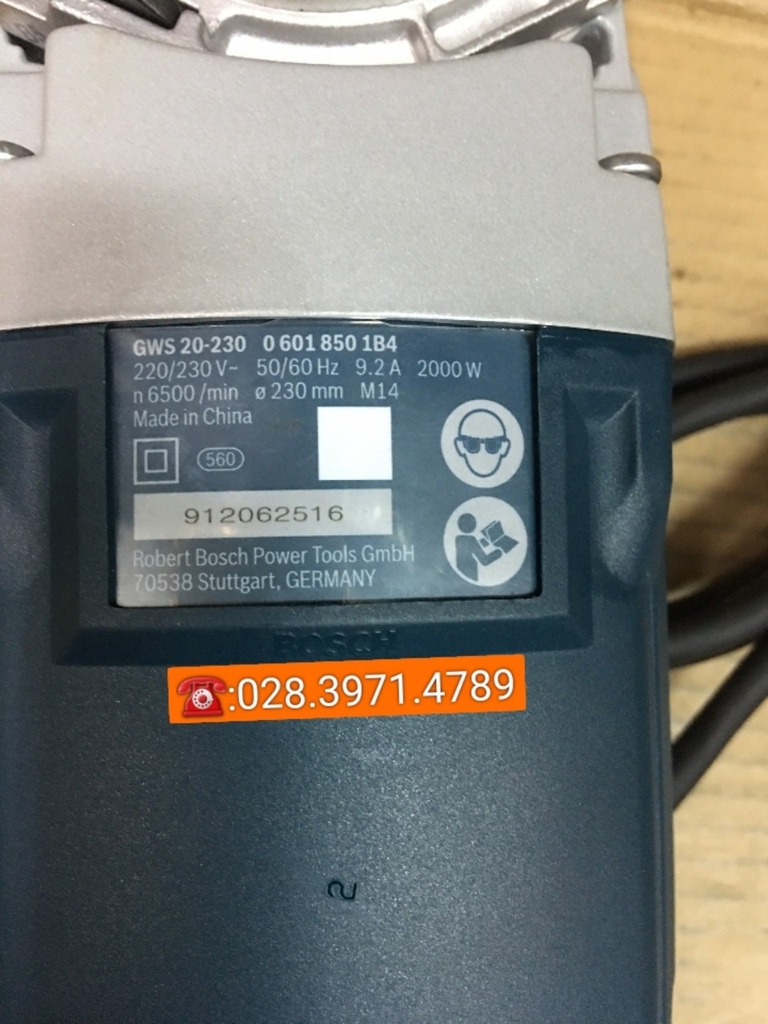 GWS 20-230 0 601 850 1B4
220/230 V~ 50/60 Hz 9.2 A 2000 W
n 6500 /min ø 230 mm M14
Made in China
560
912062516
Robert Bosch Power Tools GmbH
70538 Stuttgart, GERMANY
BOSCH
☎:028.3971.4789
2